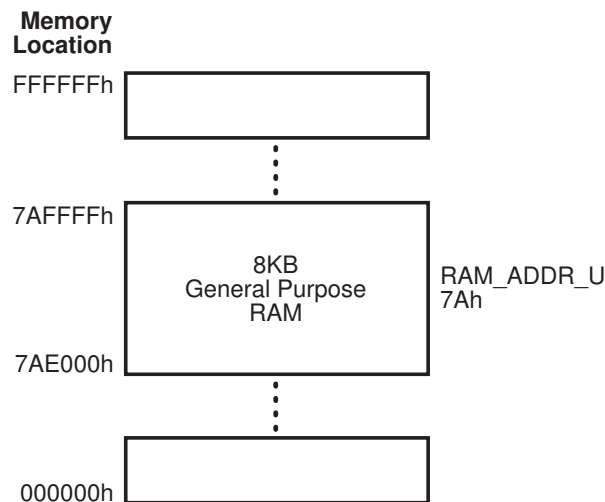 Memory
Location
FFFFFFh
7AFFFFh
8KB
General Purpose
RAM
RAM_ADDR_U
7Ah
7AE000h
000000h